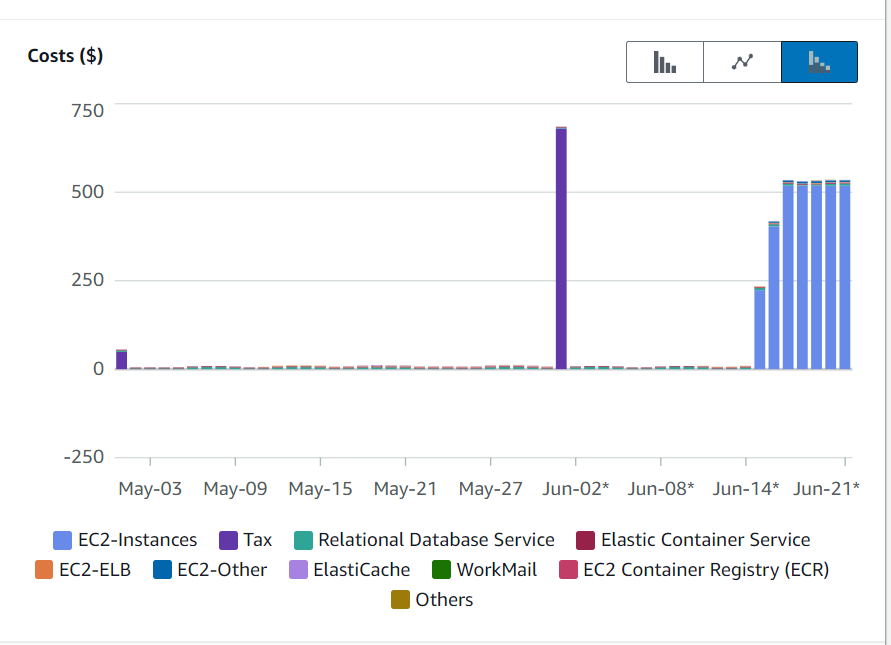 Costs ($)
750
500
250
0
-250
May-03 May-09 May-15 May-21 May-27 Jun-02* Jun-08* Jun-14* Jun-21*
EC2-Instances Tax Relational Database Service Elastic Container Service
EC2-ELB EC2-Other ElastiCache WorkMail EC2 Container Registry (ECR)
Others